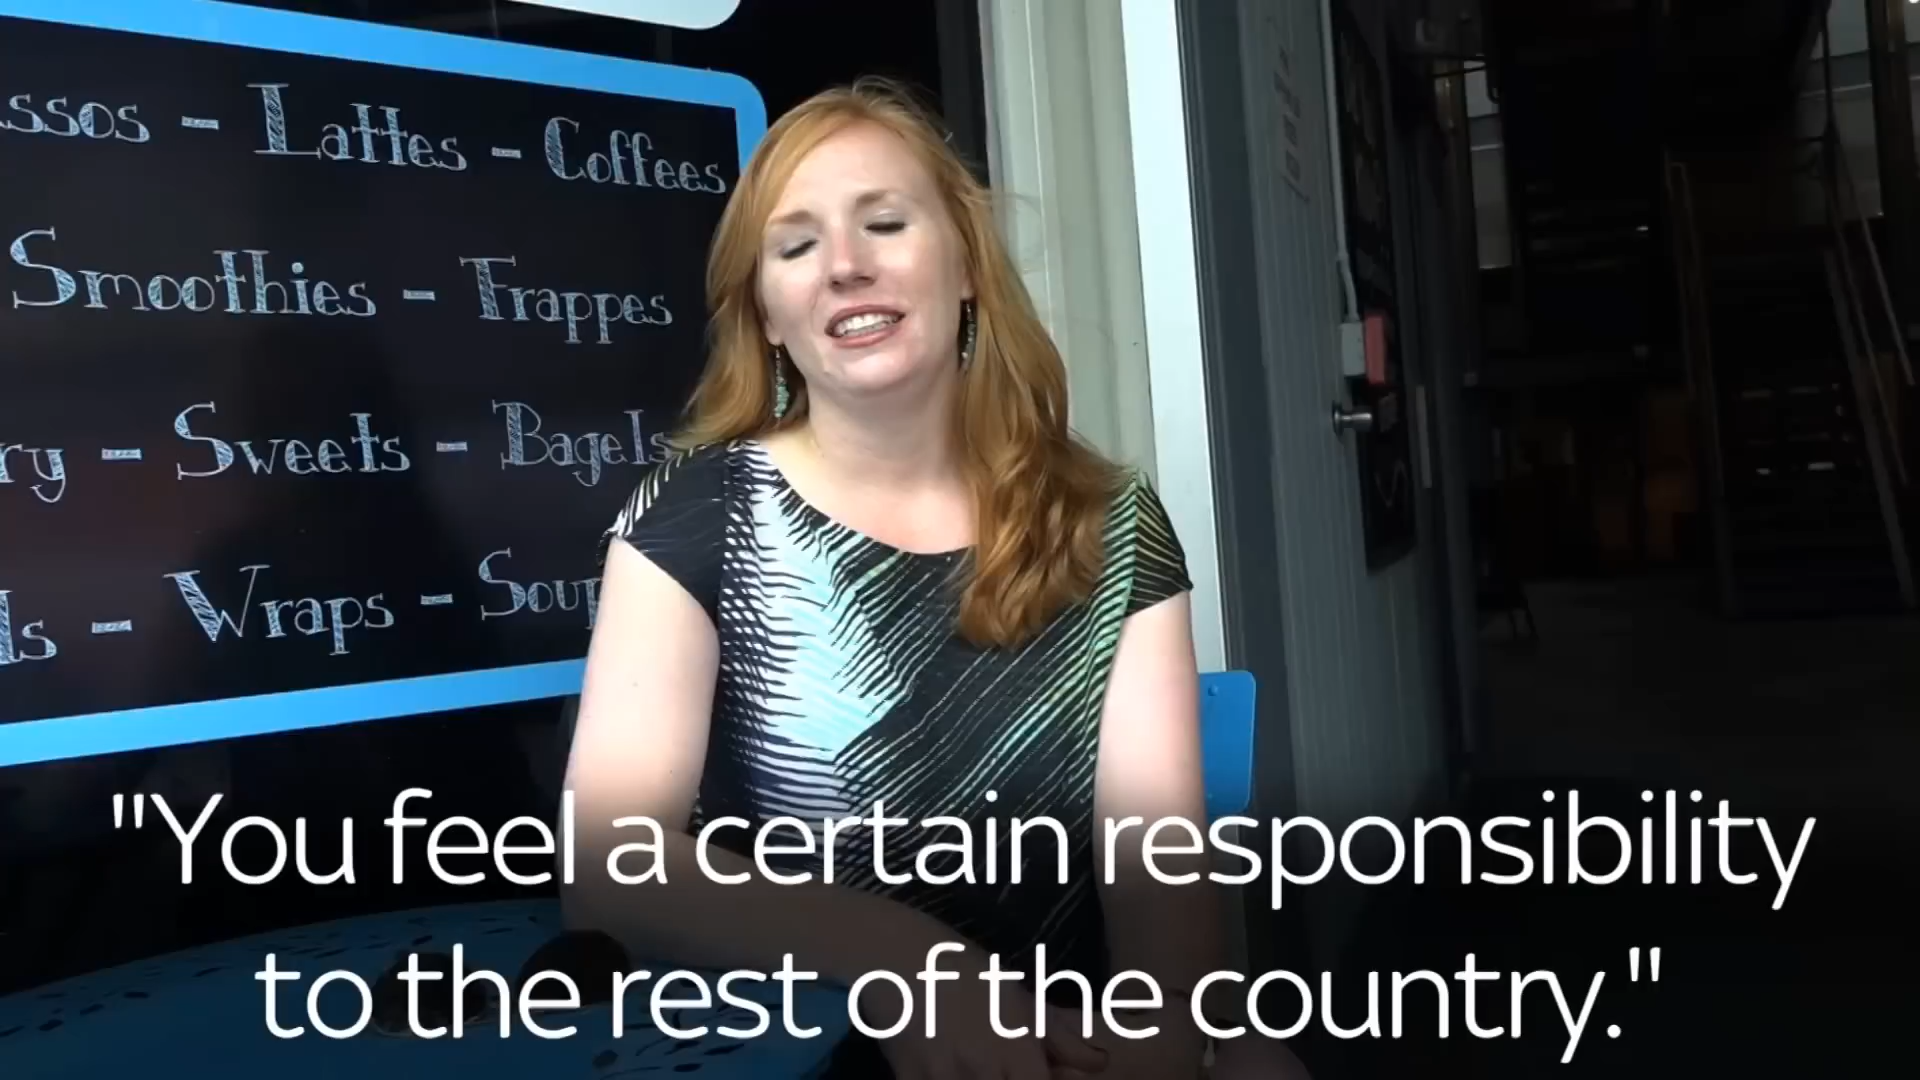 ssos - Lattes - Coffees
Smoothies - Frappes
ry - Sweets - Bagels
ls - Wraps - Soup
"You feel a certain responsibility
to the rest of the country."